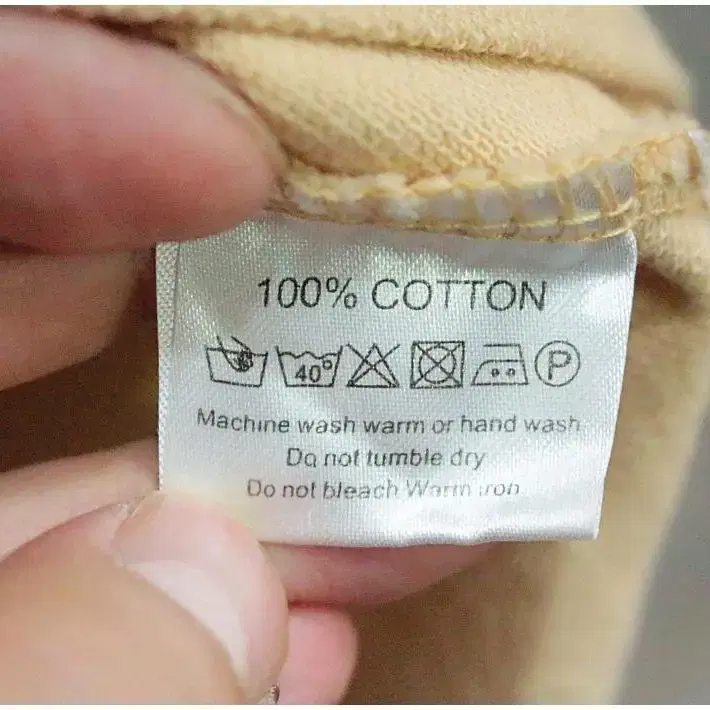 100% COTTON
40° P
Machine wash warm or hand wash
Do not tumble dry
Do not bleach Warm iron